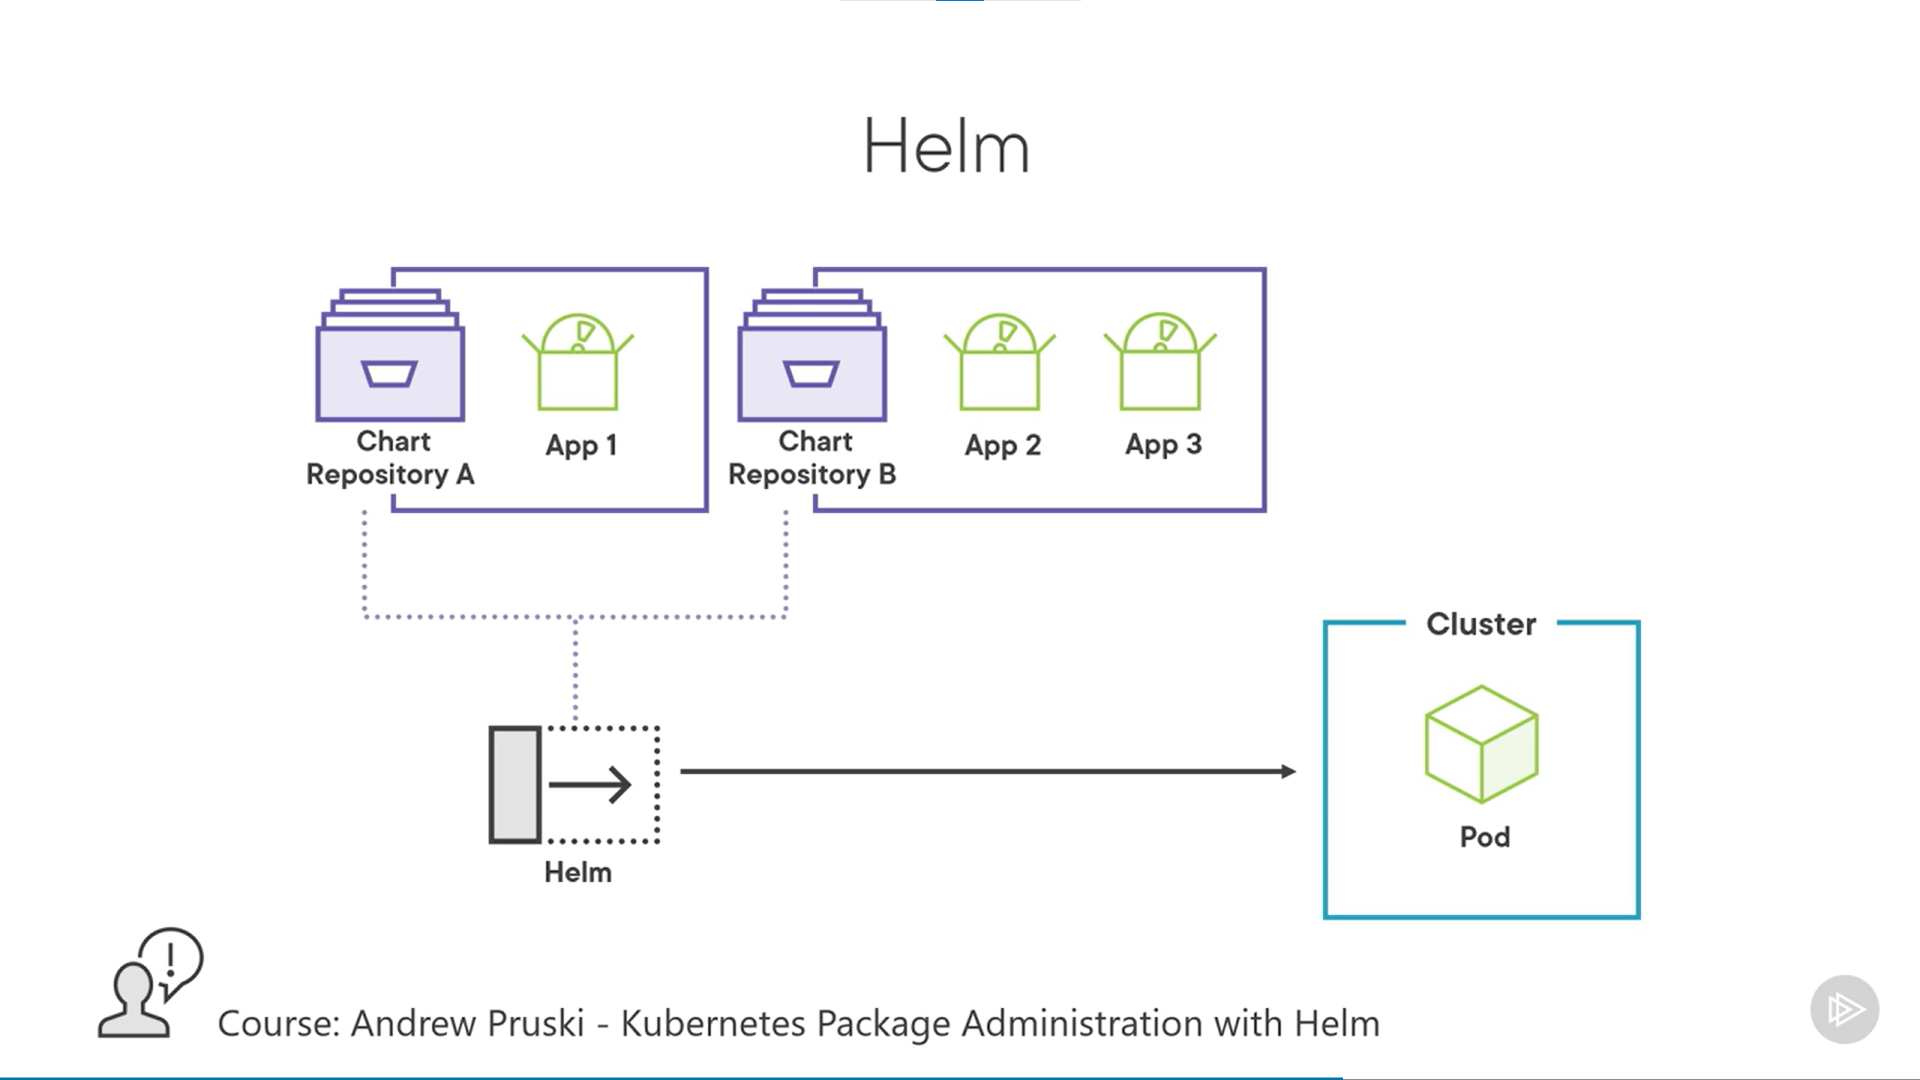 Helm
Chart
Repository A
App 1
Chart
Repository B
App 2
App 3
Cluster
Pod
Helm
!
Course: Andrew Pruski - Kubernetes Package Administration with Helm